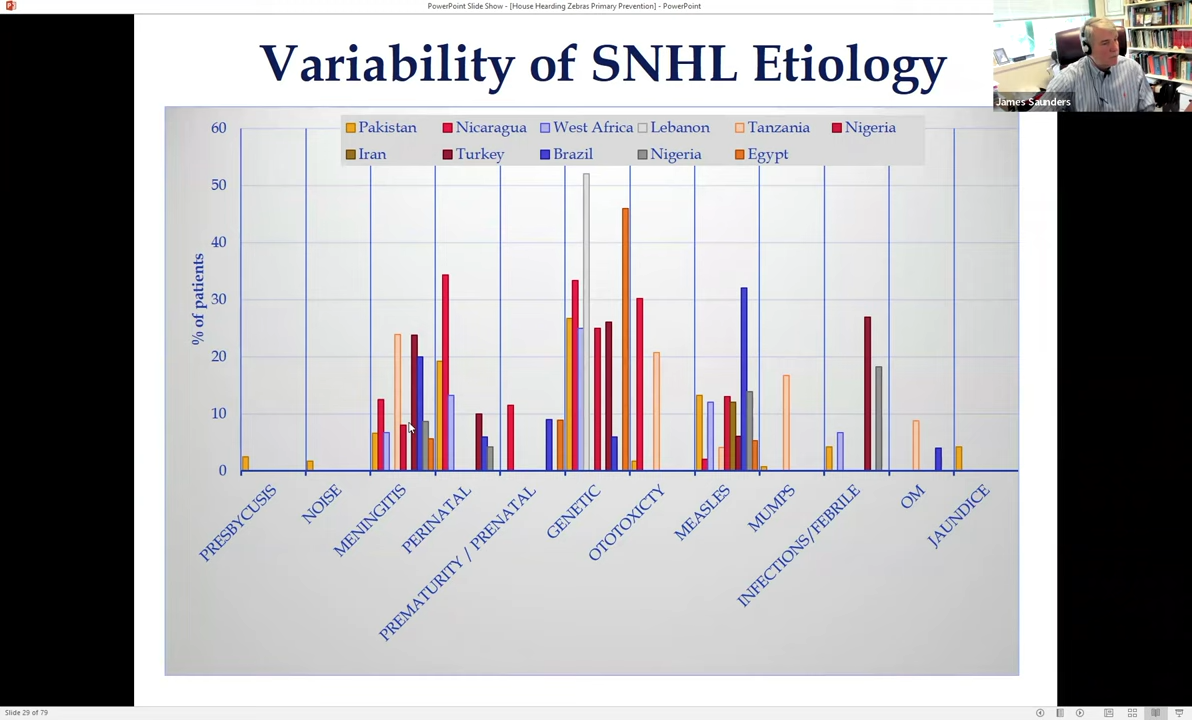 PowerPoint Slide Show - [House Hearding Zebras Primary Prevention] - PowerPoint
Variability of SNHL Etiology
James Saunders
Pakistan Nicaragua West Africa Lebanon Tanzania Nigeria
Iran Turkey Brazil Nigeria Egypt
% of patients
60
50
40
30
20
10
0
PRESBYCUSIS
NOISE
MENINGITIS
PERINATAL
PREMATURITY / PRENATAL
GENETIC
OTOTOXICTY
MEASLES
MUMPS
INFECTIONS/FEBRILE
OM
JAUNDICE
Slide 29 of 79